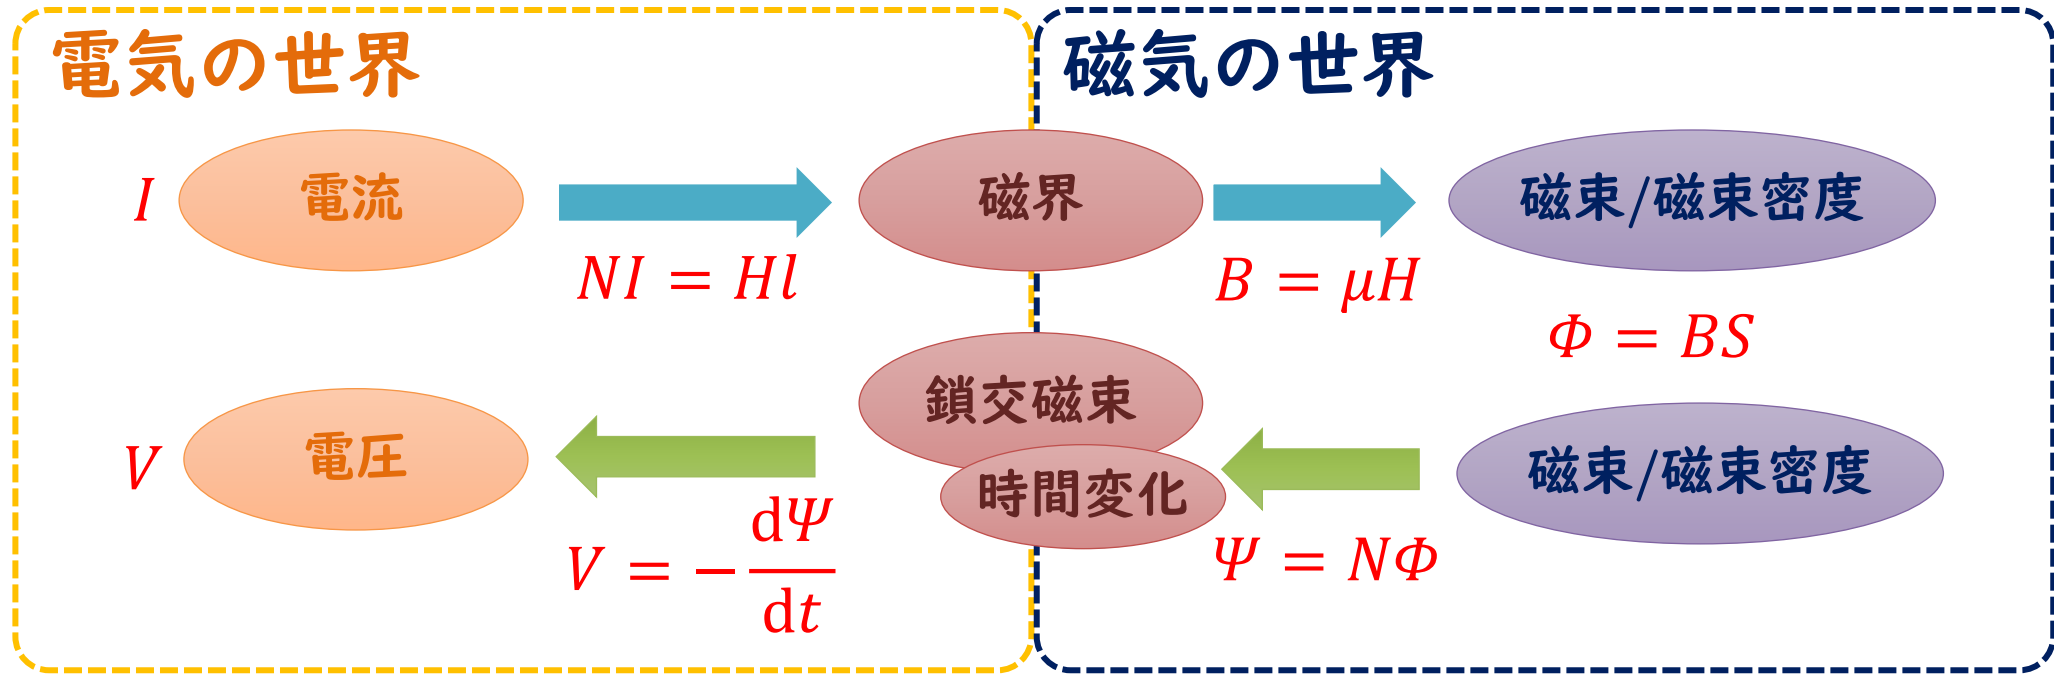 電気の世界
磁気の世界
I
電流
磁界
磁束/磁束密度
NI = Hl
B = μH
Φ = BS
鎖交磁束
時間変化
V
電圧
磁束/磁束密度
V = − dΨ/dt
Ψ = NΦ